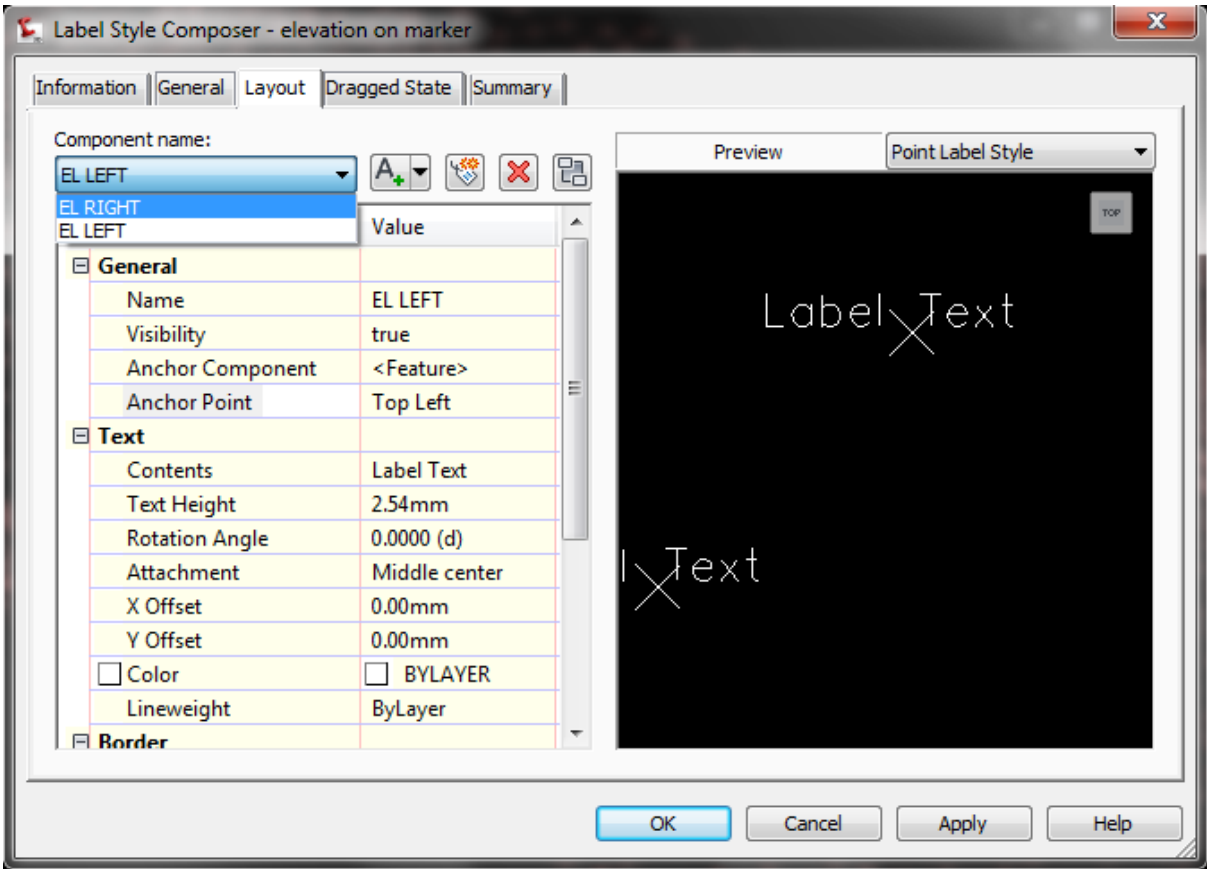 Label Style Composer - elevation on marker
Information General Layout Dragged State Summary
Component name:
EL LEFT
EL RIGHT
EL LEFT
Value
General
Name EL LEFT
Visibility true
Anchor Component <Feature>
Anchor Point Top Left
Text
Contents Label Text
Text Height 2.54mm
Rotation Angle 0.0000 (d)
Attachment Middle center
X Offset 0.00mm
Y Offset 0.00mm
Color BYLAYER
Lineweight ByLayer
Border
Preview Point Label Style
TOP
Label Text
l Text
OK Cancel Apply Help